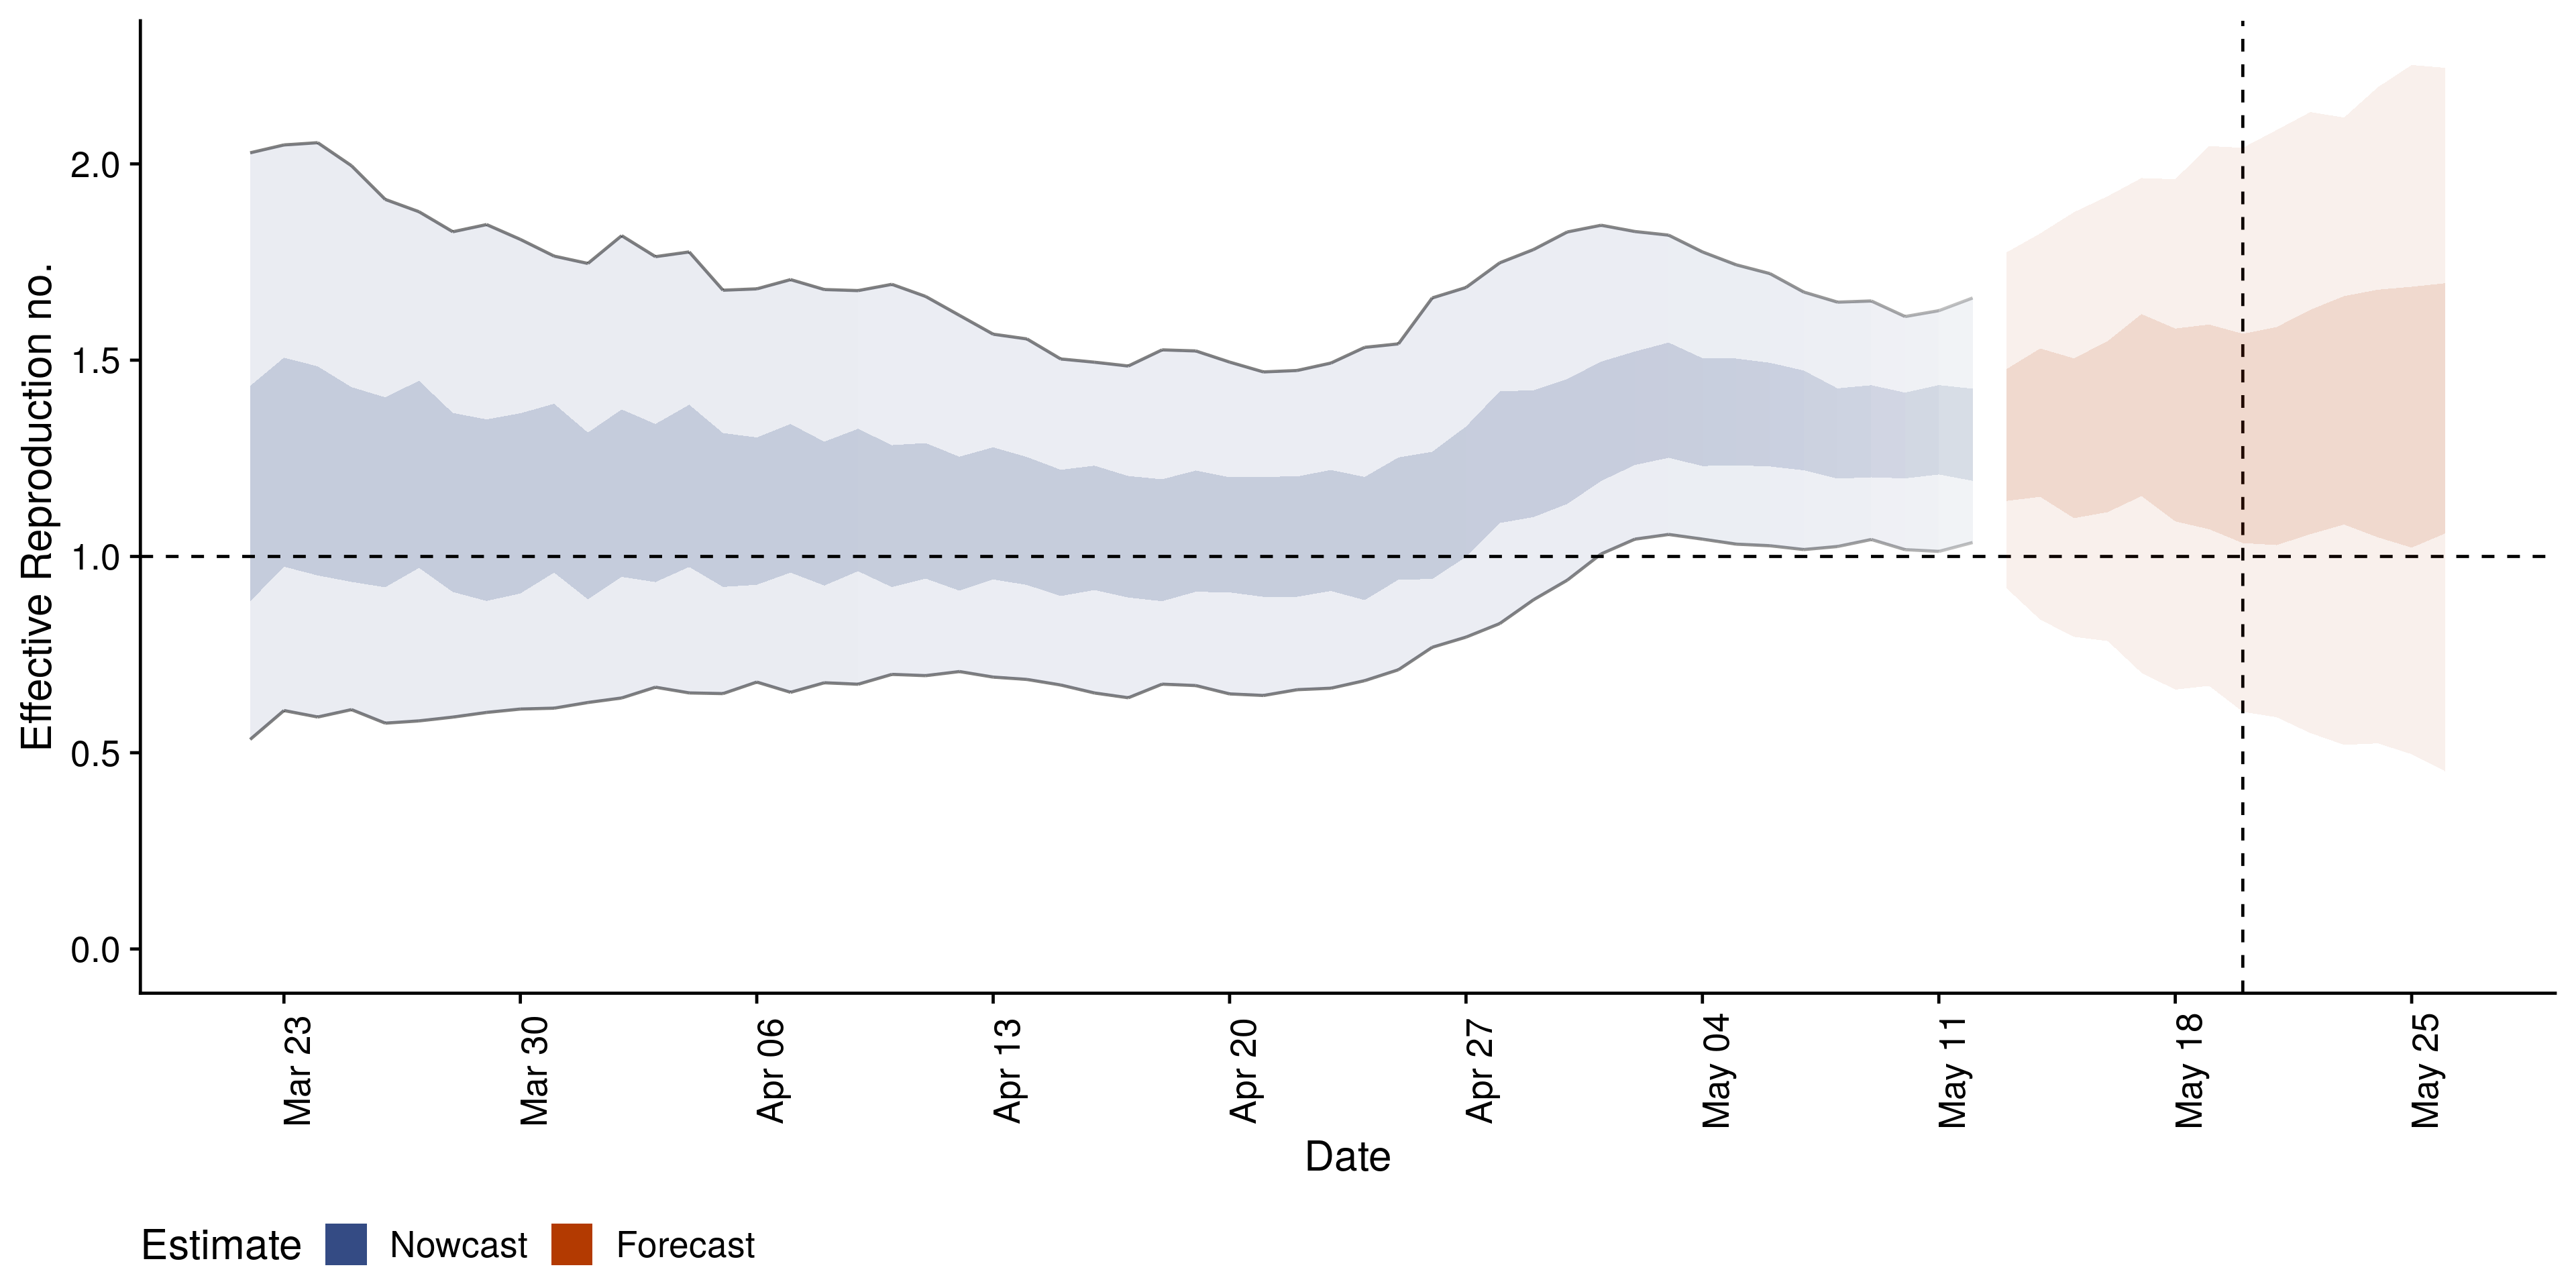 Effective Reproduction no.
2.0
1.5
1.0
0.5
0.0
Mar 23
Mar 30
Apr 06
Apr 13
Apr 20
Apr 27
May 04
May 11
May 18
May 25
Date
Estimate Nowcast Forecast